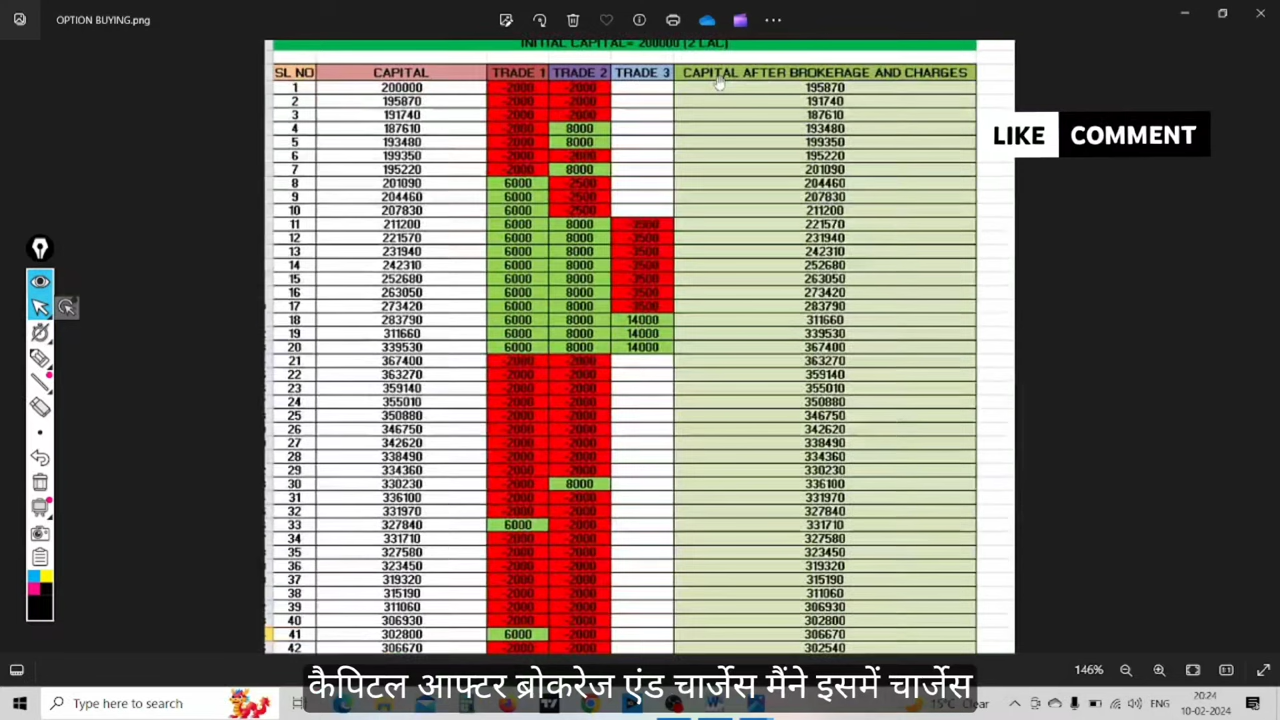 OPTION BUYING.png
INITIAL CAPITAL= 200000 (2 LAC)
SL NO CAPITAL TRADE 1 TRADE 2 TRADE 3 CAPITAL AFTER BROKERAGE AND CHARGES
1 200000 -2000 -2000 195870
2 195870 -2000 -2000 191740
3 191740 -2000 -2000 187610
4 187610 -2000 8000 193480
5 193480 -2000 8000 199350
6 199350 -2000 -2000 195220
7 195220 -2000 8000 201090
8 201090 6000 -2500 204460
9 204460 6000 -2500 207830
10 207830 6000 -2500 211200
11 211200 6000 8000 -3500 221570
12 221570 6000 8000 -3500 231940
13 231940 6000 8000 -3500 242310
14 242310 6000 8000 -3500 252680
15 252680 6000 8000 -3500 263050
16 263050 6000 8000 -3500 273420
17 273420 6000 8000 -3500 283790
18 283790 6000 8000 14000 311660
19 311660 6000 8000 14000 339530
20 339530 6000 8000 14000 367400
21 367400 -2000 -2000 363270
22 363270 -2000 -2000 359140
23 359140 -2000 -2000 355010
24 355010 -2000 -2000 350880
25 350880 -2000 -2000 346750
26 346750 -2000 -2000 342620
27 342620 -2000 -2000 338490
28 338490 -2000 -2000 334360
29 334360 -2000 -2000 330230
30 330230 -2000 8000 336100
31 336100 -2000 -2000 331970
32 331970 -2000 -2000 327840
33 327840 6000 -2000 331710
34 331710 -2000 -2000 327580
35 327580 -2000 -2000 323450
36 323450 -2000 -2000 319320
37 319320 -2000 -2000 315190
38 315190 -2000 -2000 311060
39 311060 -2000 -2000 306930
40 306930 -2000 -2000 302800
41 302800 6000 -2000 306670
42 306670 -2000 -2000 302540
LIKE COMMENT
कैपिटल आफ्टर ब्रोकरेज एंड चार्जेस मैंने इसमें चार्जेस
146%
Type here to search
15°C Clear
ENG
20:24
10-02-2024